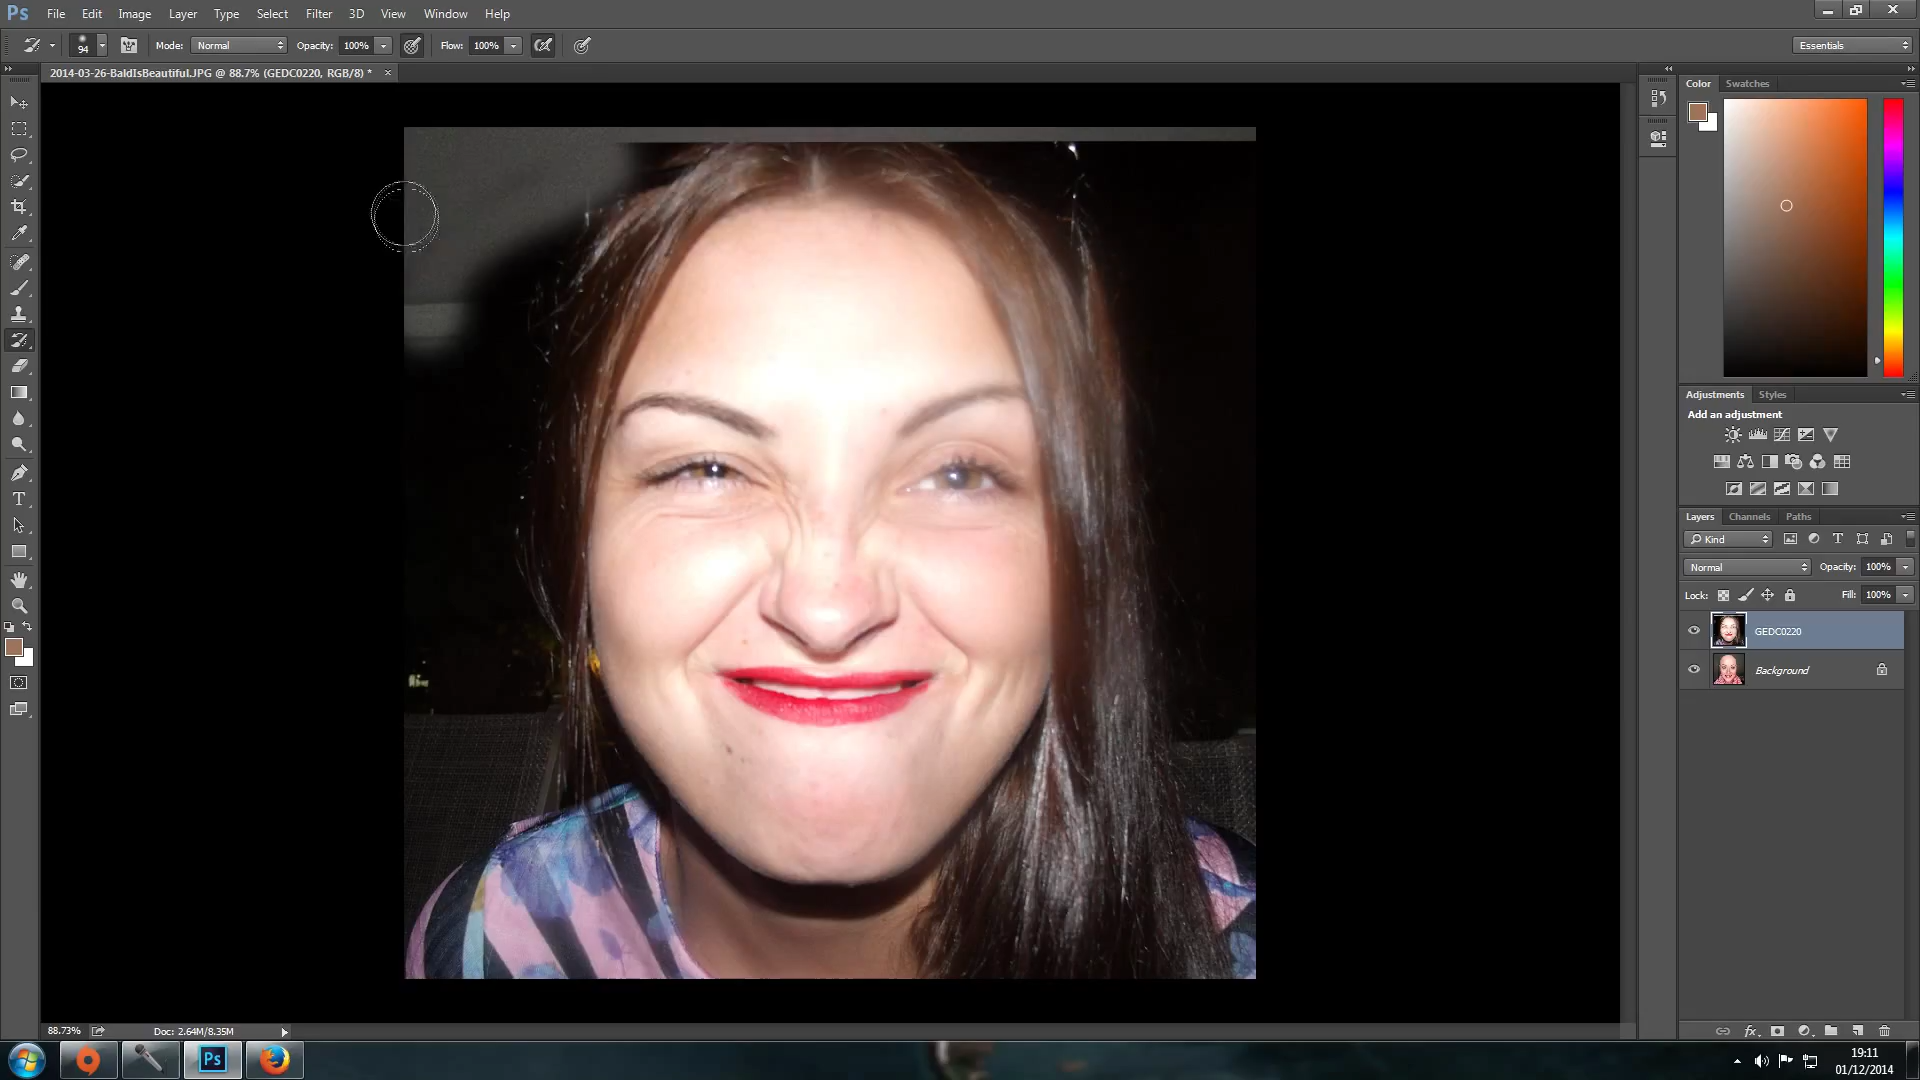 Ps File Edit Image Layer Type Select Filter 3D View Window Help
94 Mode: Normal Opacity: 100% Flow: 100% Essentials
2014-03-26-BaldIsBeautiful.JPG @ 88.7% (GEDC0220, RGB/8) * ×
Color Swatches
Adjustments Styles
Add an adjustment
Layers Channels Paths
Kind
Normal Opacity: 100%
Lock: Fill: 100%
GEDC0220
Background
88.73% Doc: 2.64M/8.35M
fx
Ps
19:11
01/12/2014